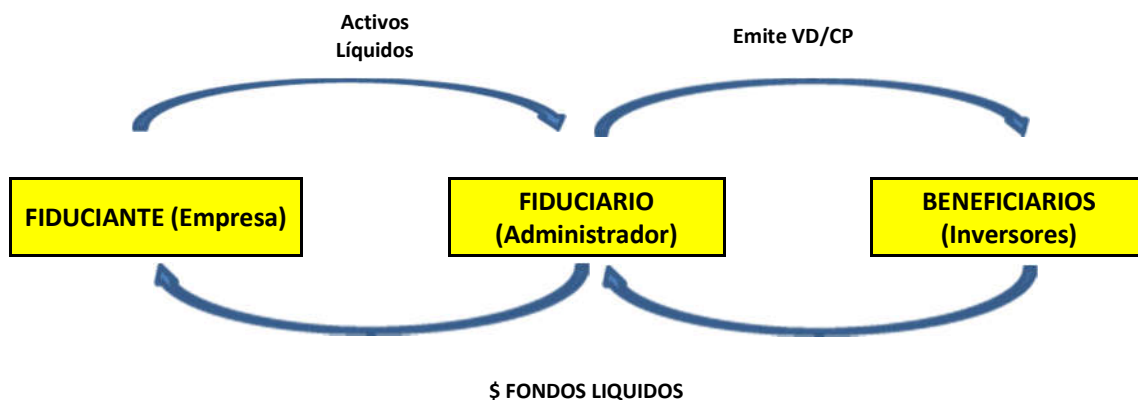 Activos
Líquidos
Emite VD/CP
FIDUCIANTE (Empresa)
FIDUCIARIO
(Administrador)
BENEFICIARIOS
(Inversores)
$ FONDOS LIQUIDOS